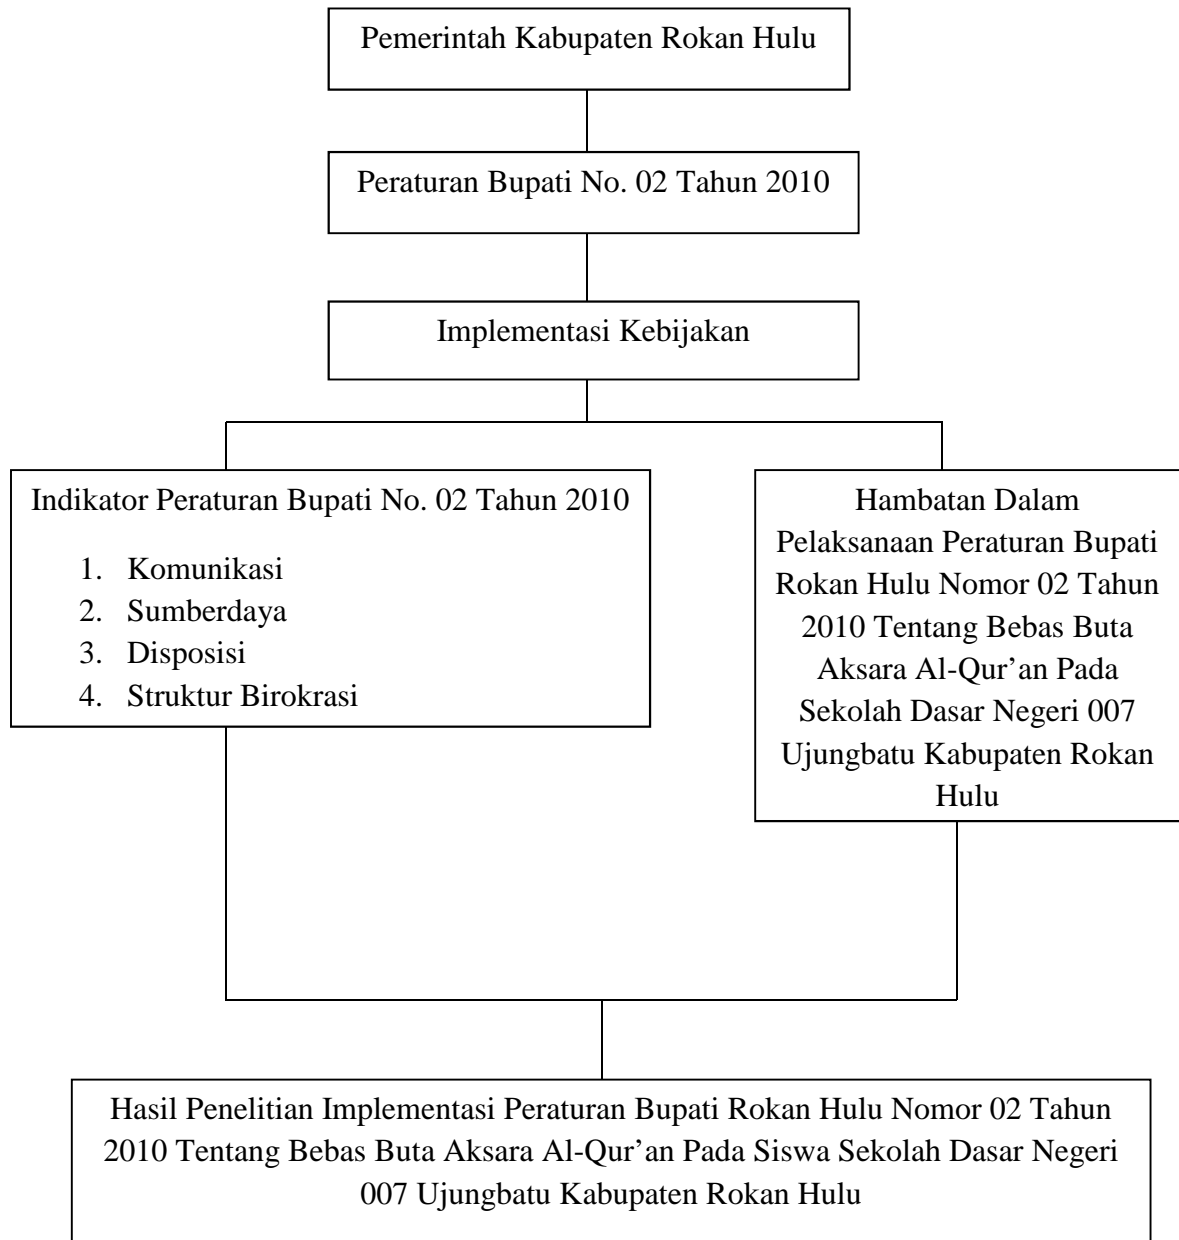 Pemerintah Kabupaten Rokan Hulu
Peraturan Bupati No. 02 Tahun 2010
Implementasi Kebijakan
Indikator Peraturan Bupati No. 02 Tahun 2010
1. Komunikasi
2. Sumberdaya
3. Disposisi
4. Struktur Birokrasi
Hambatan Dalam
Pelaksanaan Peraturan Bupati
Rokan Hulu Nomor 02 Tahun
2010 Tentang Bebas Buta
Aksara Al-Qur’an Pada
Sekolah Dasar Negeri 007
Ujungbatu Kabupaten Rokan
Hulu
Hasil Penelitian Implementasi Peraturan Bupati Rokan Hulu Nomor 02 Tahun
2010 Tentang Bebas Buta Aksara Al-Qur’an Pada Siswa Sekolah Dasar Negeri
007 Ujungbatu Kabupaten Rokan Hulu